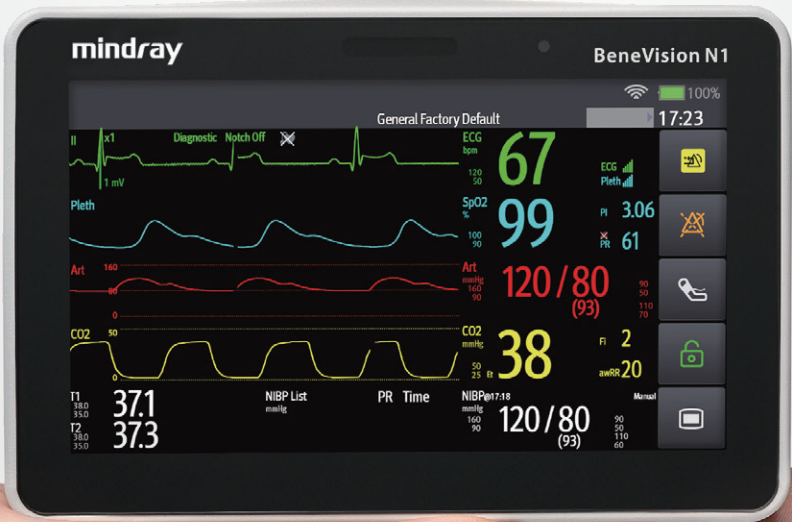 mindray
BeneVision N1
100%
General Factory Default
17:23
II x1 Diagnostic Notch Off
1 mV
ECG
bpm
120
50
67
ECG
Pleth
Pleth
SpO2
%
100
90
99
PI 3.06
PR 61
Art 160
80
0
Art
mmHg
160
90
120/80
(93)
90
50
110
70
CO2 50
0
CO2
mmHg
50
25 Et
38
Fi 2
awRR 20
T1
38.0
35.0
37.1
T2
38.0
35.0
37.3
NIBP List PR Time
mmHg
NIBP@17:18 Manual
mmHg
160
90
120/80
(93)
90
50
110
60